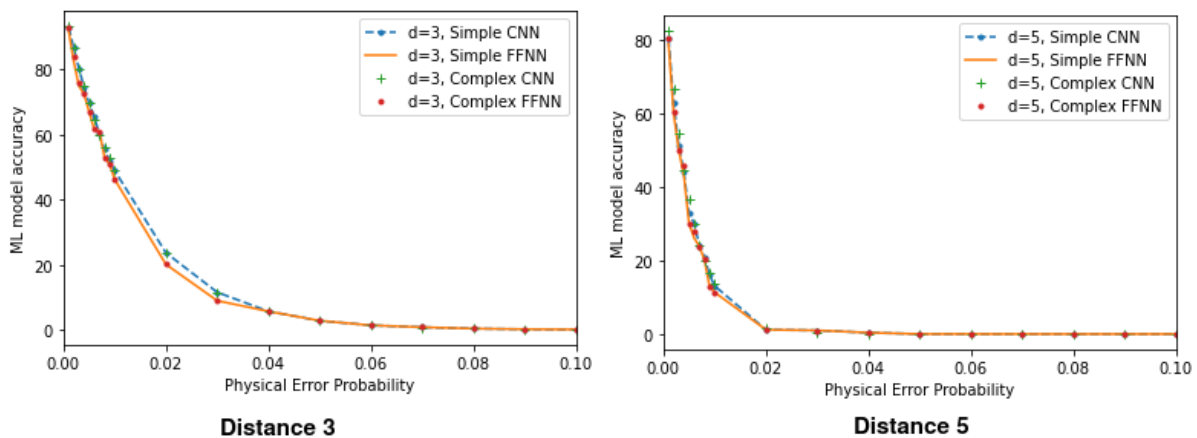 d=3, Simple CNN
d=3, Simple FFNN
d=3, Complex CNN
d=3, Complex FFNN
ML model accuracy
80
60
40
20
0
0.00 0.02 0.04 0.06 0.08 0.10
Physical Error Probability
Distance 3
d=5, Simple CNN
d=5, Simple FFNN
d=5, Complex CNN
d=5, Complex FFNN
ML model accuracy
80
60
40
20
0
0.00 0.02 0.04 0.06 0.08 0.10
Physical Error Probability
Distance 5